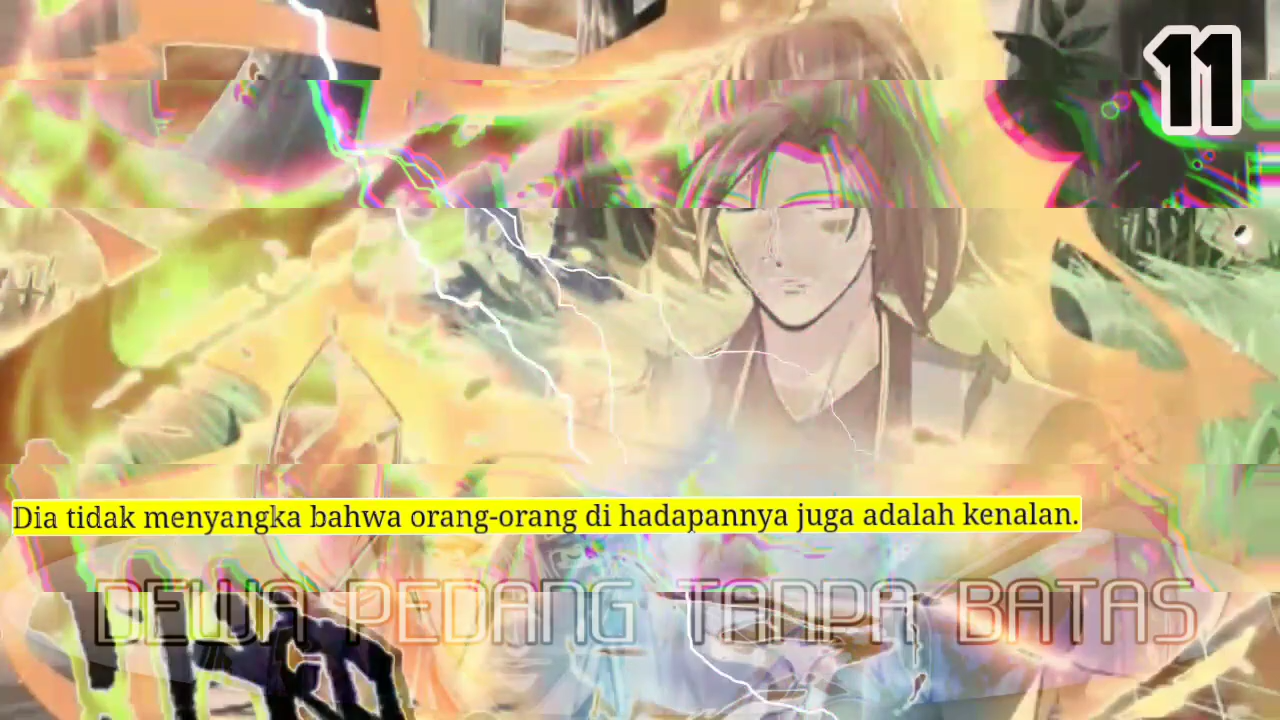 11
Dia tidak menyangka bahwa orang-orang di hadapannya juga adalah kenalan.
DEWA PEDANG TANPA BATAS